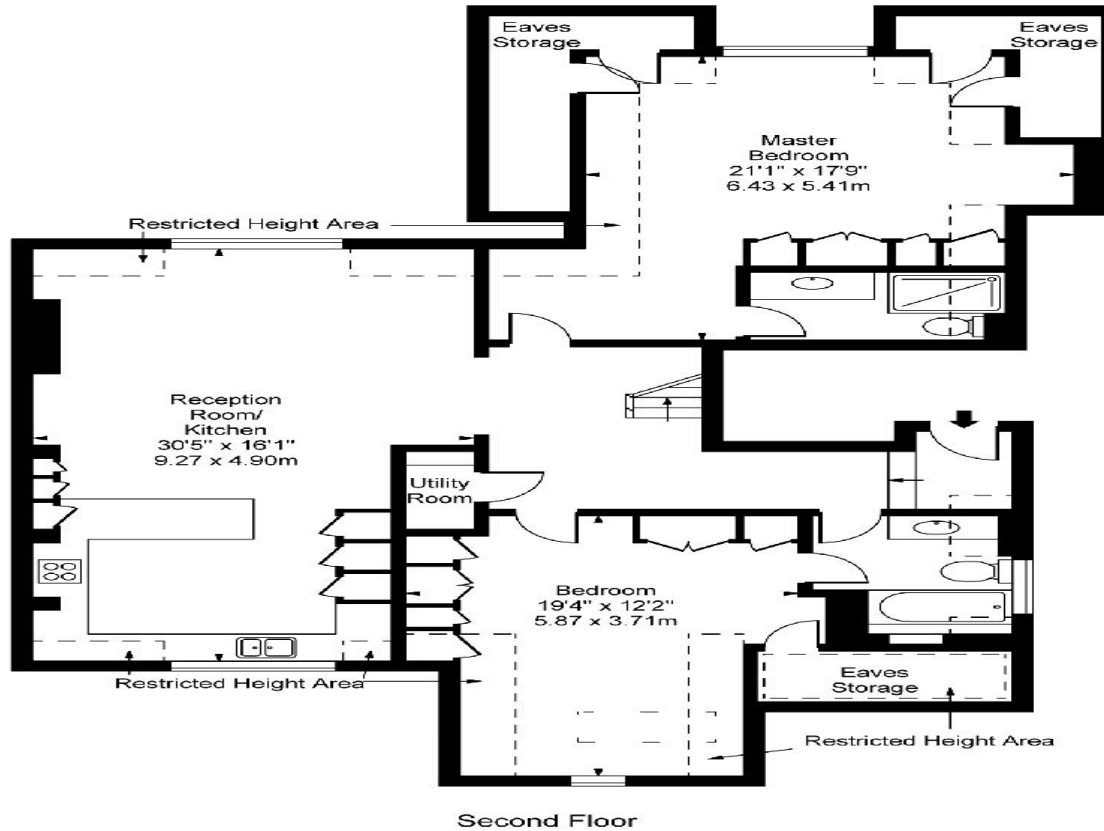 Eaves
Storage
Eaves
Storage
Master
Bedroom
21'1" x 17'9"
6.43 x 5.41m
Restricted Height Area
Reception
Room/
Kitchen
30'5" x 16'1"
9.27 x 4.90m
Utility
Room
Bedroom
19'4" x 12'2"
5.87 x 3.71m
Eaves
Storage
Restricted Height Area
Restricted Height Area
Second Floor